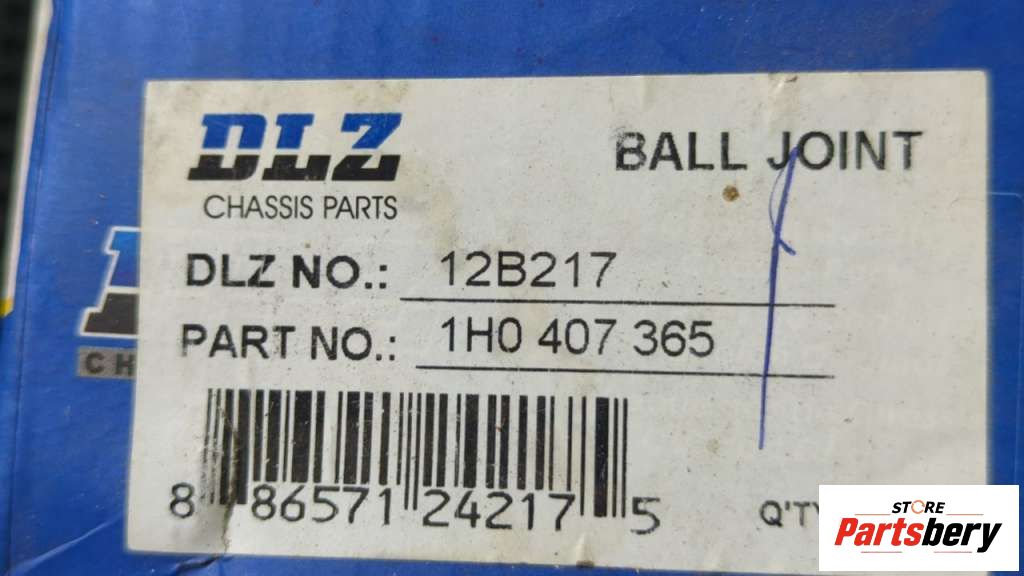 DLZ
CHASSIS PARTS
BALL JOINT
DLZ NO.: 12B217
PART NO.: 1H0 407 365
8 86571 24217 5
Q'TY
CH
STORE
Partsbery